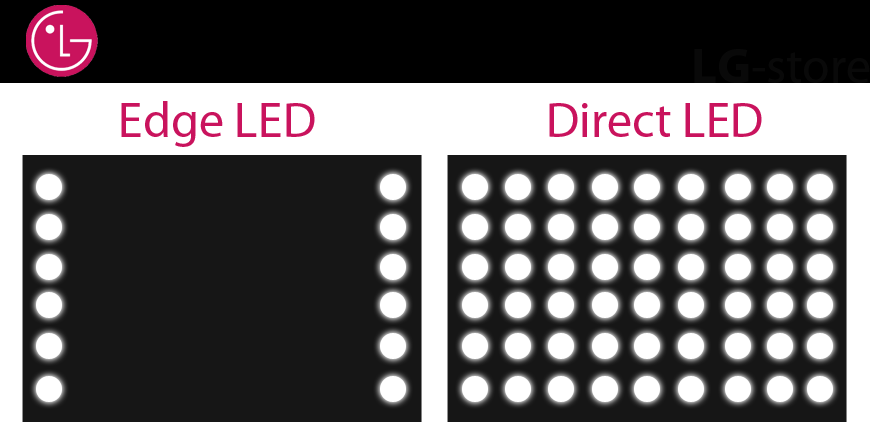 LG
LG-store
Edge LED
Direct LED